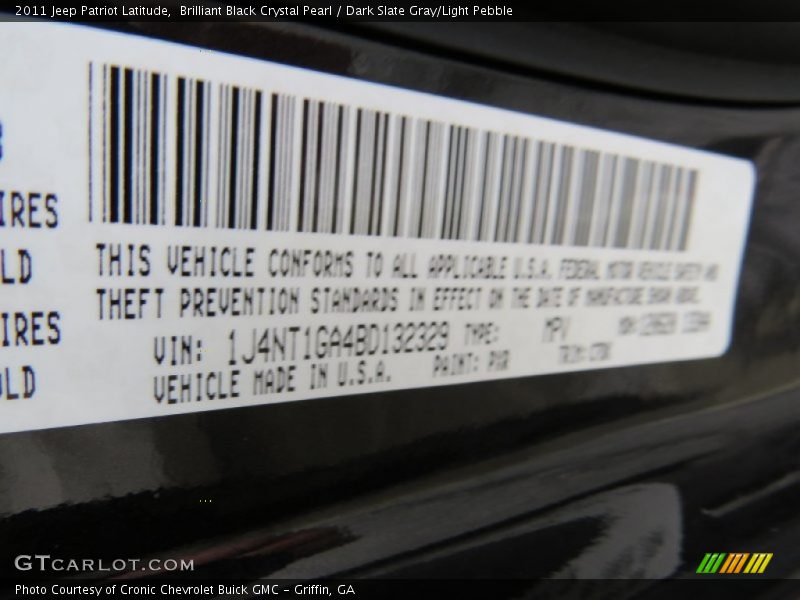 2011 Jeep Patriot Latitude,  Brilliant Black Crystal Pearl / Dark Slate Gray/Light Pebble
IRES
LD
IRES
OLD
THIS VEHICLE CONFORMS TO ALL APPLICABLE U.S.A. FEDERAL MOTOR VEHICLE SAFETY AND
THEFT PREVENTION STANDARDS IN EFFECT ON THE DATE OF MANUFACTURE SHOWN ABOVE.
VIN: 1J4NT1GA4BD132329 TYPE: MPV
VEHICLE MADE IN U.S.A. PAINT: PXR TRIM:
GTCARLOT.COM
Photo Courtesy of Cronic Chevrolet Buick GMC – Griffin, GA